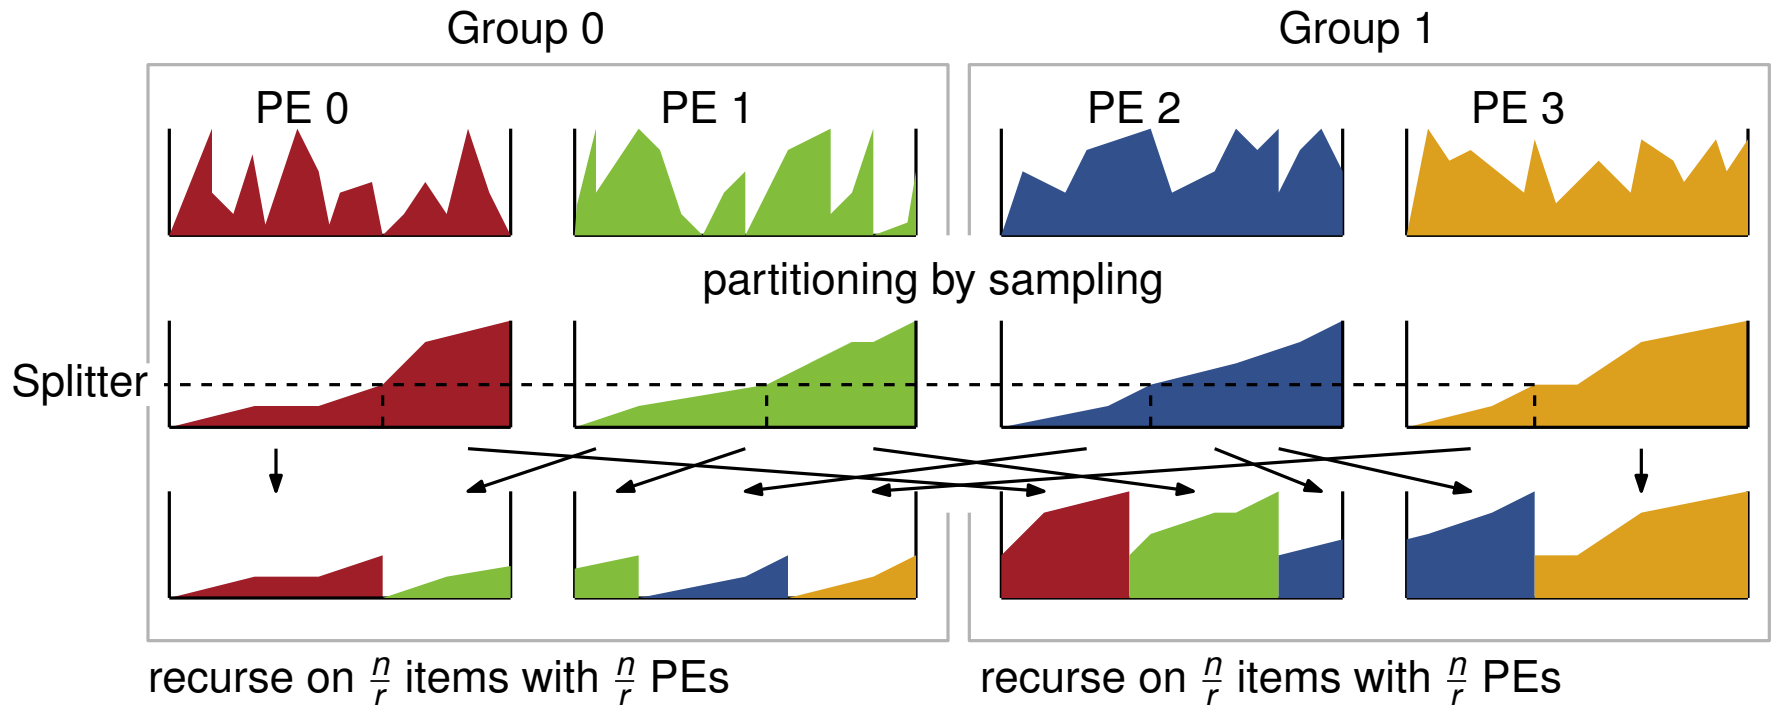 Group 0
Group 1
PE 0
PE 1
PE 2
PE 3
partitioning by sampling
Splitter
recurse on n/r items with n/r PEs
recurse on n/r items with n/r PEs